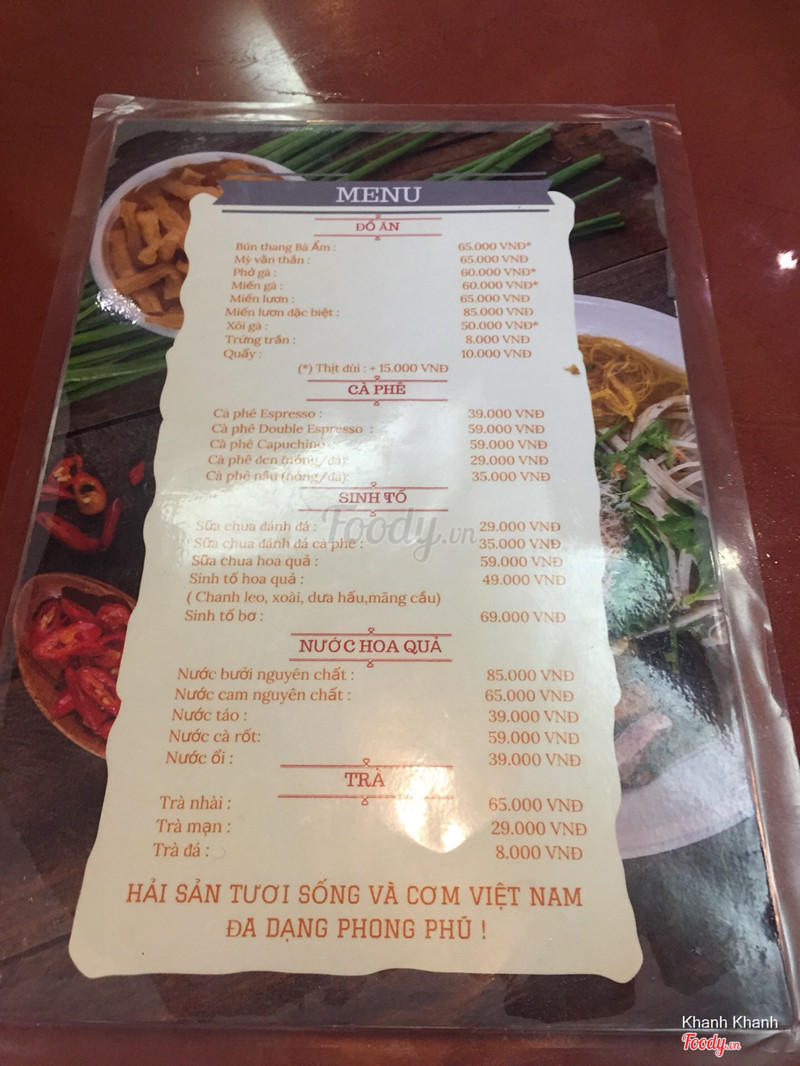 MENU
ĐỒ ĂN
Bún thang Bà Ẩm : 65.000 VNĐ*
Mỳ vằn thắn : 65.000 VNĐ
Phở gà : 60.000 VNĐ*
Miến gà : 60.000 VNĐ*
Miến lươn : 65.000 VNĐ
Miến lươn đặc biệt : 85.000 VNĐ
Xôi gà : 50.000 VNĐ*
Trứng trần : 8.000 VNĐ
Quẩy : 10.000 VNĐ
(*) Thịt đùi : + 15.000 VNĐ
CÀ PHÊ
Cà phê Espresso : 39.000 VNĐ
Cà phê Double Espresso : 59.000 VNĐ
Cà phê Capuchino : 59.000 VNĐ
Cà phê đen (nóng/đá): 29.000 VNĐ
Cà phê nâu (nóng/đá): 35.000 VNĐ
SINH TỐ
Sữa chua đánh đá : 29.000 VNĐ
Sữa chua đánh đá cà phê : 35.000 VNĐ
Sữa chua hoa quả : 59.000 VNĐ
Sinh tố hoa quả : 49.000 VNĐ
( Chanh leo, xoài, dưa hấu,mãng cầu)
Sinh tố bơ : 69.000 VNĐ
NƯỚC HOA QUẢ
Nước bưởi nguyên chất : 85.000 VNĐ
Nước cam nguyên chất : 65.000 VNĐ
Nước táo : 39.000 VNĐ
Nước cà rốt: 59.000 VNĐ
Nước ổi : 39.000 VNĐ
TRÀ
Trà nhài : 65.000 VNĐ
Trà mạn : 29.000 VNĐ
Trà đá : 8.000 VNĐ
HẢI SẢN TƯƠI SỐNG VÀ CƠM VIỆT NAM
ĐA DẠNG PHONG PHÚ !
Foody.vn
Khanh Khanh
Foody.vn